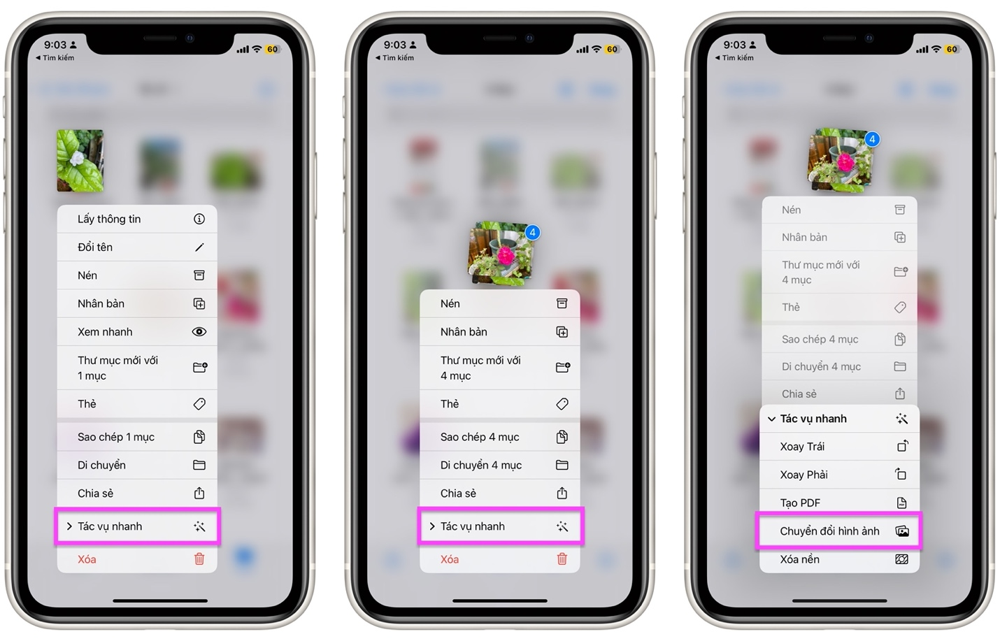 9:03
60
◄ Tìm kiếm
Lấy thông tin
Đổi tên
Nén
Nhân bản
Xem nhanh
Thư mục mới với
1 mục
Thẻ
Sao chép 1 mục
Di chuyển
Chia sẻ
Tác vụ nhanh
Xóa
9:03
60
◄ Tìm kiếm
4
Nén
Nhân bản
Thư mục mới với
4 mục
Thẻ
Sao chép 4 mục
Di chuyển 4 mục
Chia sẻ
Tác vụ nhanh
Xóa
9:03
60
◄ Tìm kiếm
4
Nén
Nhân bản
Thư mục mới với
4 mục
Thẻ
Sao chép 4 mục
Di chuyển 4 mục
Chia sẻ
Tác vụ nhanh
Xoay Trái
Xoay Phải
Tạo PDF
Chuyển đổi hình ảnh
Xóa nền